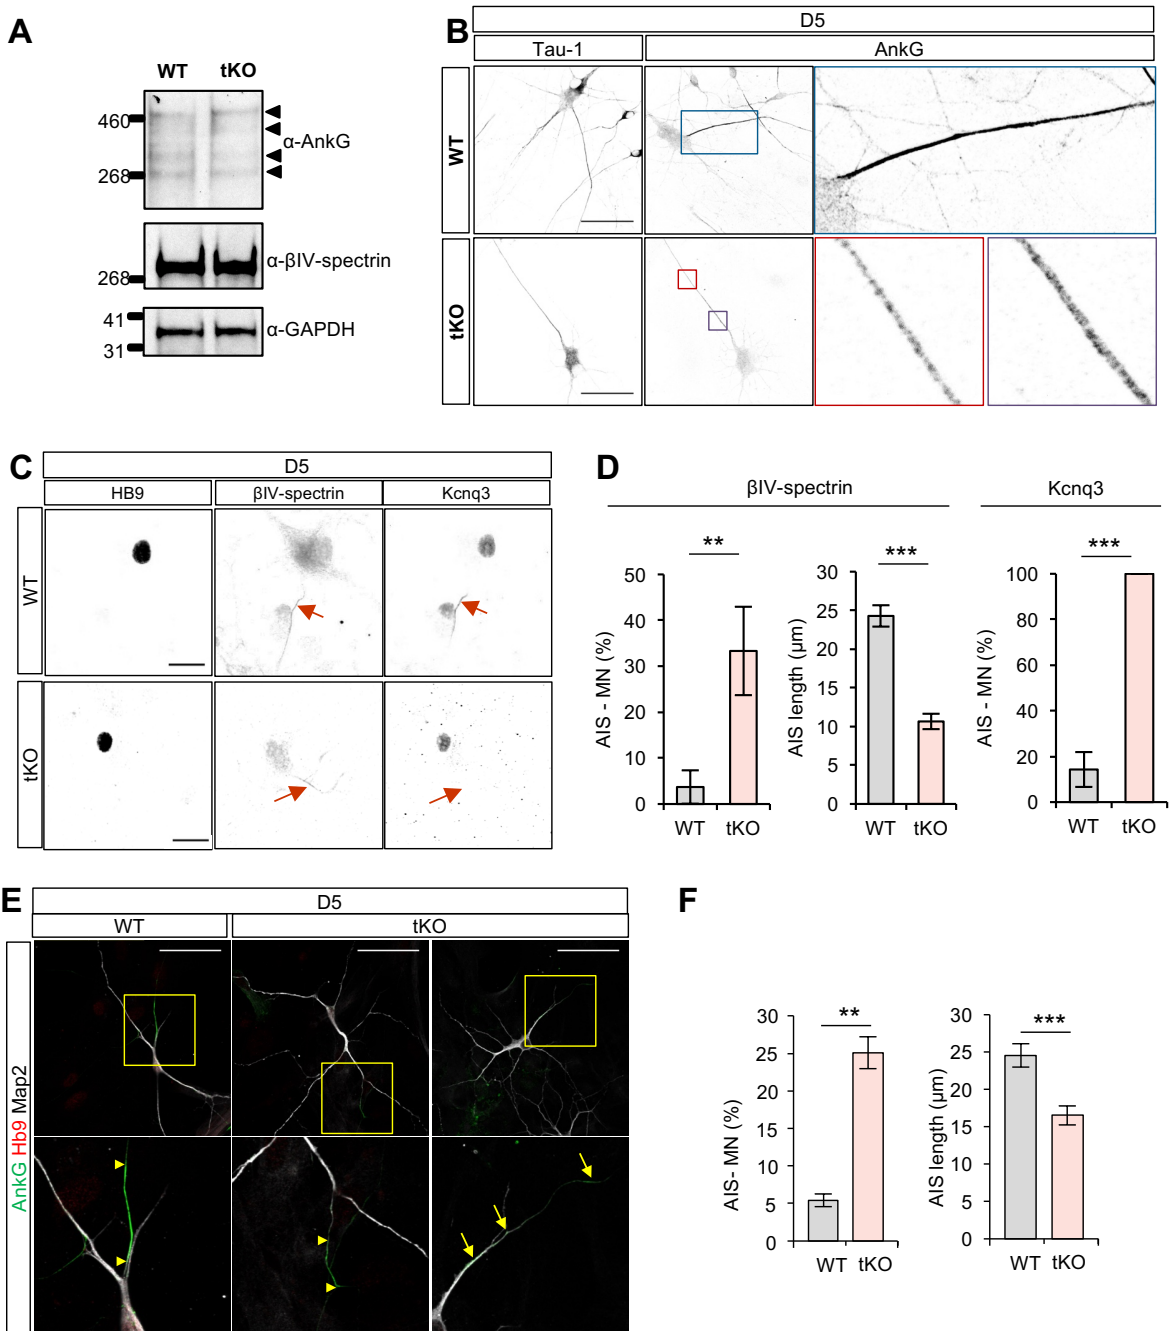 A
WT tKO
460
α-AnkG
268
α-βIV-spectrin
268
41
α-GAPDH
31
B
D5
Tau-1 AnkG
WT
tKO
C
D5
HB9 βIV-spectrin Kcnq3
WT
tKO
D
βIV-spectrin Kcnq3
** *** ***
AIS - MN (%)
50
40
30
20
10
0
WT tKO
AIS length (μm)
30
25
20
15
10
5
0
WT tKO
AIS - MN (%)
100
80
60
40
20
0
WT tKO
E
D5
WT tKO
AnkG Hb9 Map2
F
** ***
AIS- MN (%)
30
25
20
15
10
5
0
WT tKO
AIS length (μm)
30
25
20
15
10
5
0
WT tKO